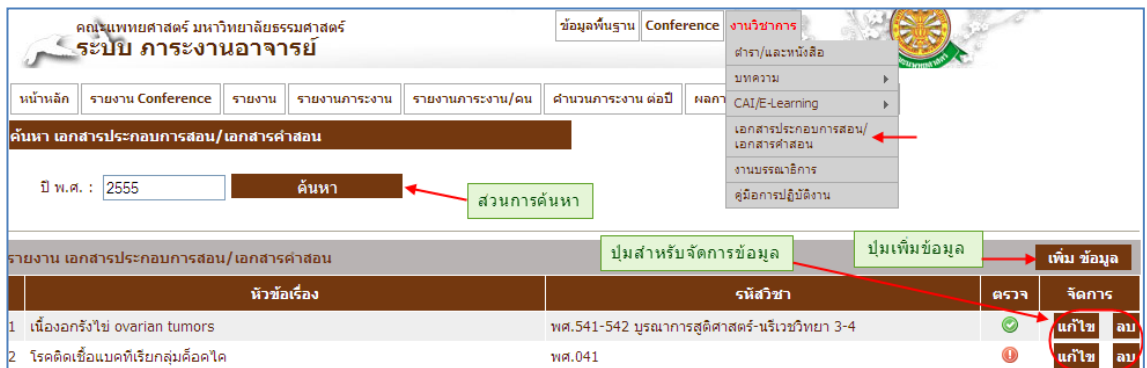 คณะแพทยศาสตร์ มหาวิทยาลัยธรรมศาสตร์
ระบบ ภาระงานอาจารย์
ข้อมูลพื้นฐาน Conference งานวิชาการ
ตำรา/และหนังสือ
บทความ
CAI/E-Learning
เอกสารประกอบการสอน/
เอกสารคำสอน
งานบรรณาธิการ
คู่มือการปฏิบัติงาน
หน้าหลัก รายงาน Conference รายงาน รายงานภาระงาน รายงานภาระงาน/คน คำนวนภาระงาน ต่อปี
ค้นหา เอกสารประกอบการสอน/เอกสารคำสอน
ปี พ.ศ. : 2555 ค้นหา
ส่วนการค้นหา
ปุ่มสำหรับจัดการข้อมูล ปุ่มเพิ่มข้อมูล
รายงาน เอกสารประกอบการสอน/เอกสารคำสอน เพิ่ม ข้อมูล
หัวข้อเรื่อง รหัสวิชา ตรวจ จัดการ
1 เนื้องอกรังไข่ ovarian tumors พศ.541-542 บูรณาการสูติศาสตร์-นรีเวชวิทยา 3-4 แก้ไข ลบ
2 โรคติดเชื้อแบคทีเรียกลุ่มค็อคไค พศ.041 แก้ไข ลบ